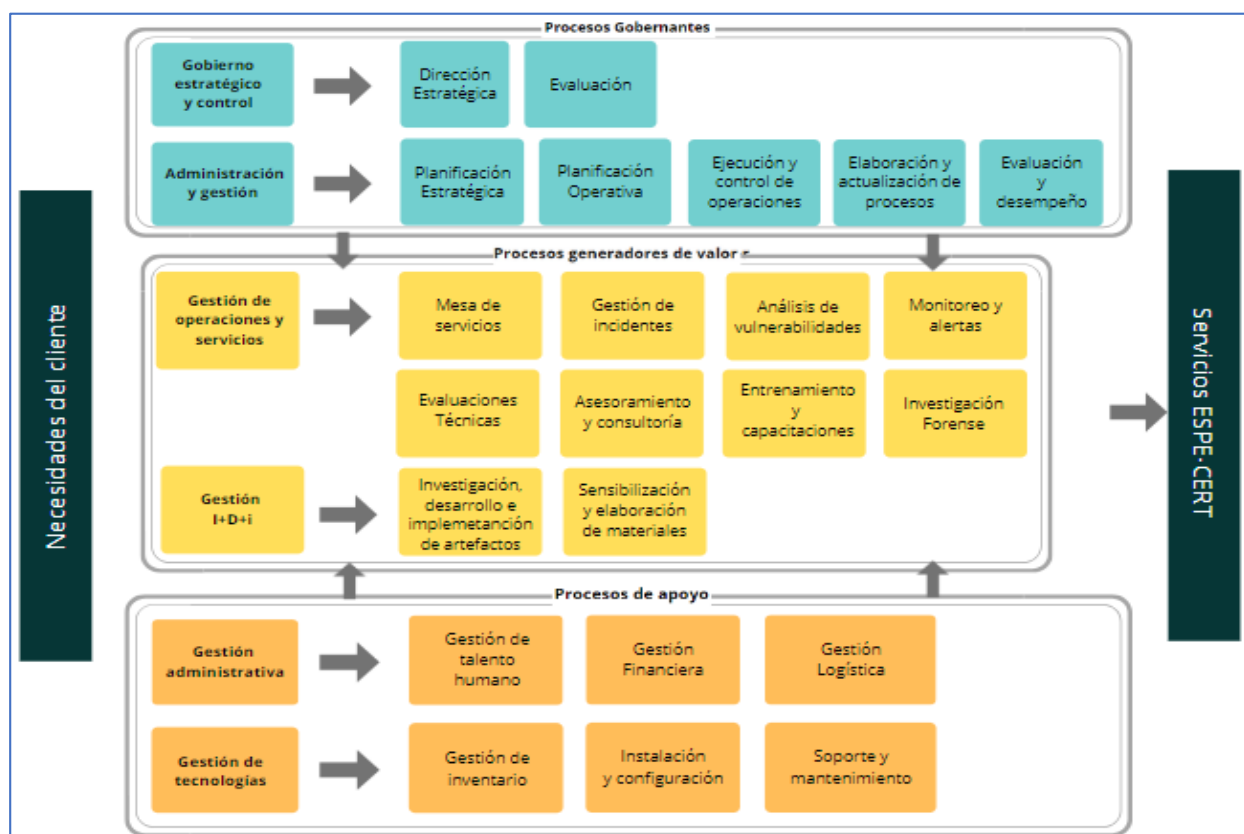 Procesos Gobernantes
Gobierno
estratégico
y control
Dirección
Estratégica
Evaluación
Administración
y gestión
Planificación
Estratégica
Planificación
Operativa
Ejecución y
control de
operaciones
Elaboración y
actualización de
procesos
Evaluación
y
desempeño
Necesidades del cliente
Procesos generadores de valor
Gestión de
operaciones y
servicios
Mesa de
servicios
Gestión de
incidentes
Análisis de
vulnerabilidades
Monitoreo y
alertas
Evaluaciones
Técnicas
Asesoramiento
y consultoría
Entrenamiento
y
capacitaciones
Investigación
Forense
Gestión
I+D+i
Investigación,
desarrollo e
implemetanción
de artefactos
Sensibilización
y elaboración
de materiales
Servicios ESPE-CERT
Procesos de apoyo
Gestión
administrativa
Gestión de
talento
humano
Gestión
Financiera
Gestión
Logística
Gestión de
tecnologías
Gestión de
inventario
Instalación
y configuración
Soporte y
mantenimiento